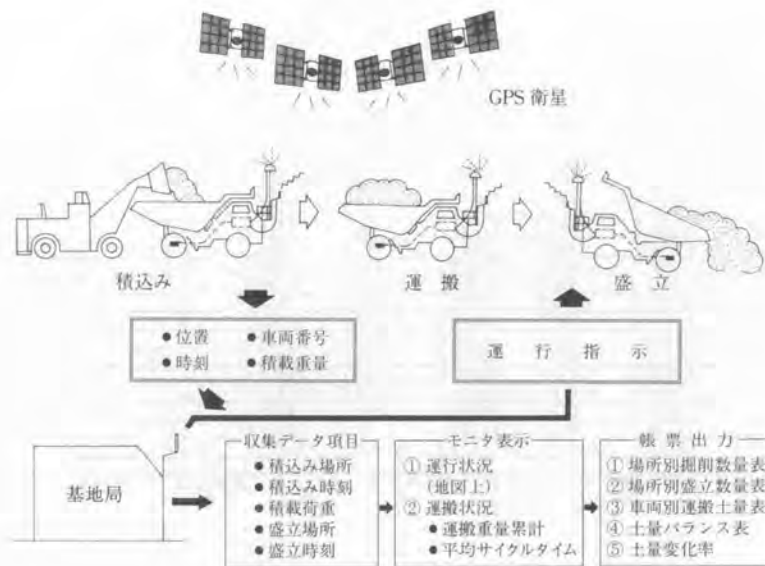 GPS 衛星
積込み
運 搬
盛 立
● 位置 ● 車両番号
● 時刻 ● 積載重量
運 行 指 示
基地局
収集データ項目
● 積込み場所
● 積込み時刻
● 積載荷重
● 盛立場所
● 盛立時刻
モニタ表示
① 運行状況
(地図上)
② 運搬状況
● 運搬重量累計
● 平均サイクルタイム
帳 票 出 力
① 場所別掘削数量表
② 場所別盛立数量表
③ 車両別運搬土量表
④ 土量バランス表
⑤ 土量変化率